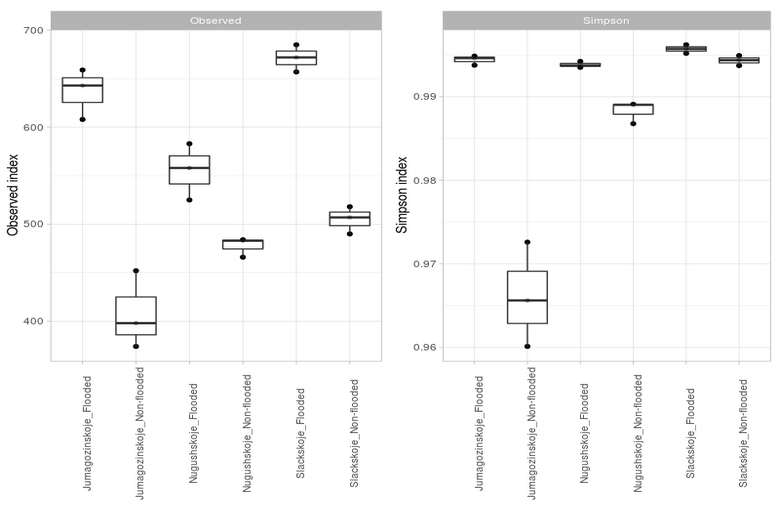 Observed
Simpson
Observed index
700
600
500
400
Simpson index
0.99
0.98
0.97
0.96
Jumagozinskoje_Flooded
Jumagozinskoje_Non-flooded
Nugushskoje_Flooded
Nugushskoje_Non-flooded
Slackskoje_Flooded
Slackskoje_Non-flooded
Jumagozinskoje_Flooded
Jumagozinskoje_Non-flooded
Nugushskoje_Flooded
Nugushskoje_Non-flooded
Slackskoje_Flooded
Slackskoje_Non-flooded